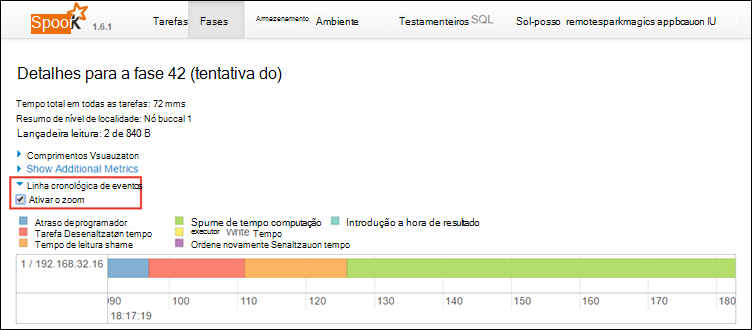 Spook 1.6.1 Tarefas Fases Armazenamento Ambiente Testamenteiros SQL Sol-posso remotesparkmagics appbcauon IU
Detalhes para a fase 42 (tentativa do)
Tempo total em todas as tarefas: 72 mms
Resumo de nível de localidade: Nó buccal 1
Lançadeira leitura: 2 de 840 B
Comprimentos Vsuauzaton
Show Additional Metrics
Linha cronológica de eventos
Ativar o zoom
Atraso de programador Spume de tempo computação Introdução a hora de resultado
Tarefa Desenaltzatøn tempo executor Write Tempo
Tempo de leitura shame Ordene novamente Senaltzauon tempo
1 / 192.168.32.16
090 100 110 120 130 140 150 160 170 180
18:17:19